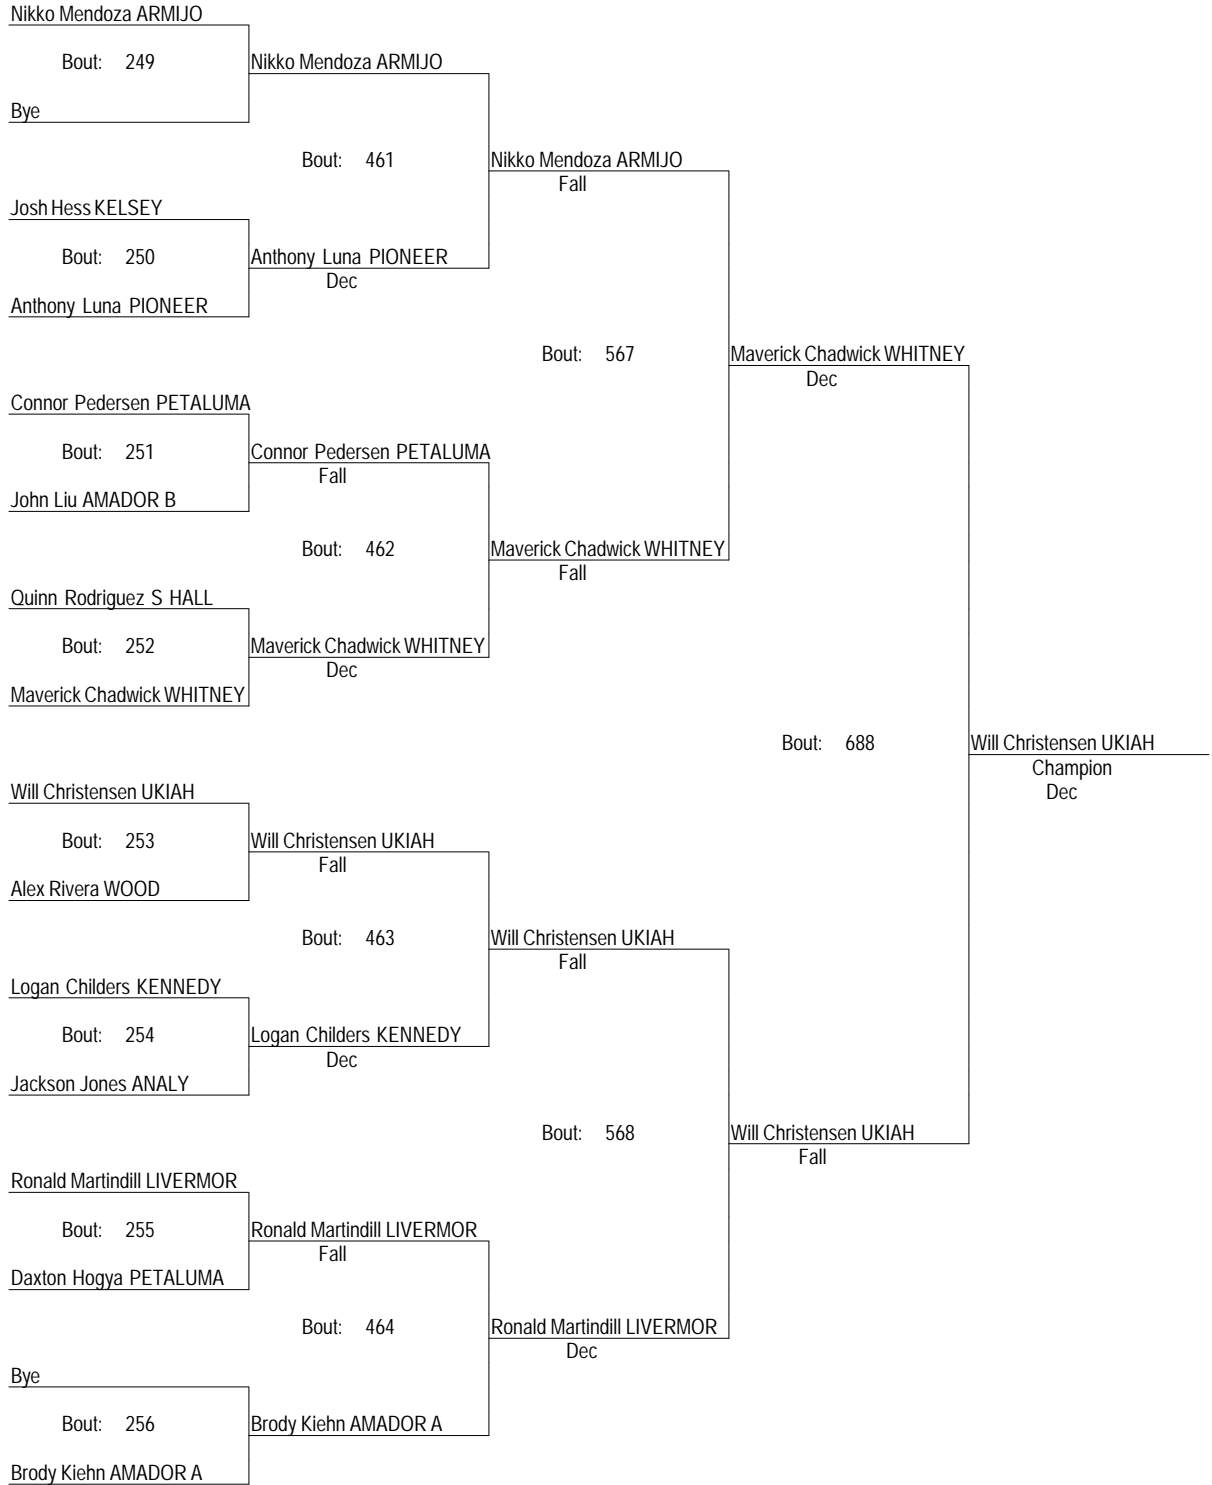 Nikko Mendoza ARMIJO
Bout: 249 Nikko Mendoza ARMIJO
Bye
Bout: 461 Nikko Mendoza ARMIJO
Fall
Josh Hess KELSEY
Bout: 250 Anthony Luna PIONEER
Dec
Anthony Luna PIONEER
Bout: 567 Maverick Chadwick WHITNEY
Dec
Connor Pedersen PETALUMA
Bout: 251 Connor Pedersen PETALUMA
Fall
John Liu AMADOR B
Bout: 462 Maverick Chadwick WHITNEY
Fall
Quinn Rodriguez S HALL
Bout: 252 Maverick Chadwick WHITNEY
Dec
Maverick Chadwick WHITNEY
Bout: 688 Will Christensen UKIAH
Champion
Dec
Will Christensen UKIAH
Bout: 253 Will Christensen UKIAH
Fall
Alex Rivera WOOD
Bout: 463 Will Christensen UKIAH
Fall
Logan Childers KENNEDY
Bout: 254 Logan Childers KENNEDY
Dec
Jackson Jones ANALY
Bout: 568 Will Christensen UKIAH
Fall
Ronald Martindill LIVERMOR
Bout: 255 Ronald Martindill LIVERMOR
Fall
Daxton Hogya PETALUMA
Bout: 464 Ronald Martindill LIVERMOR
Dec
Bye
Bout: 256 Brody Kiehn AMADOR A
Brody Kiehn AMADOR A